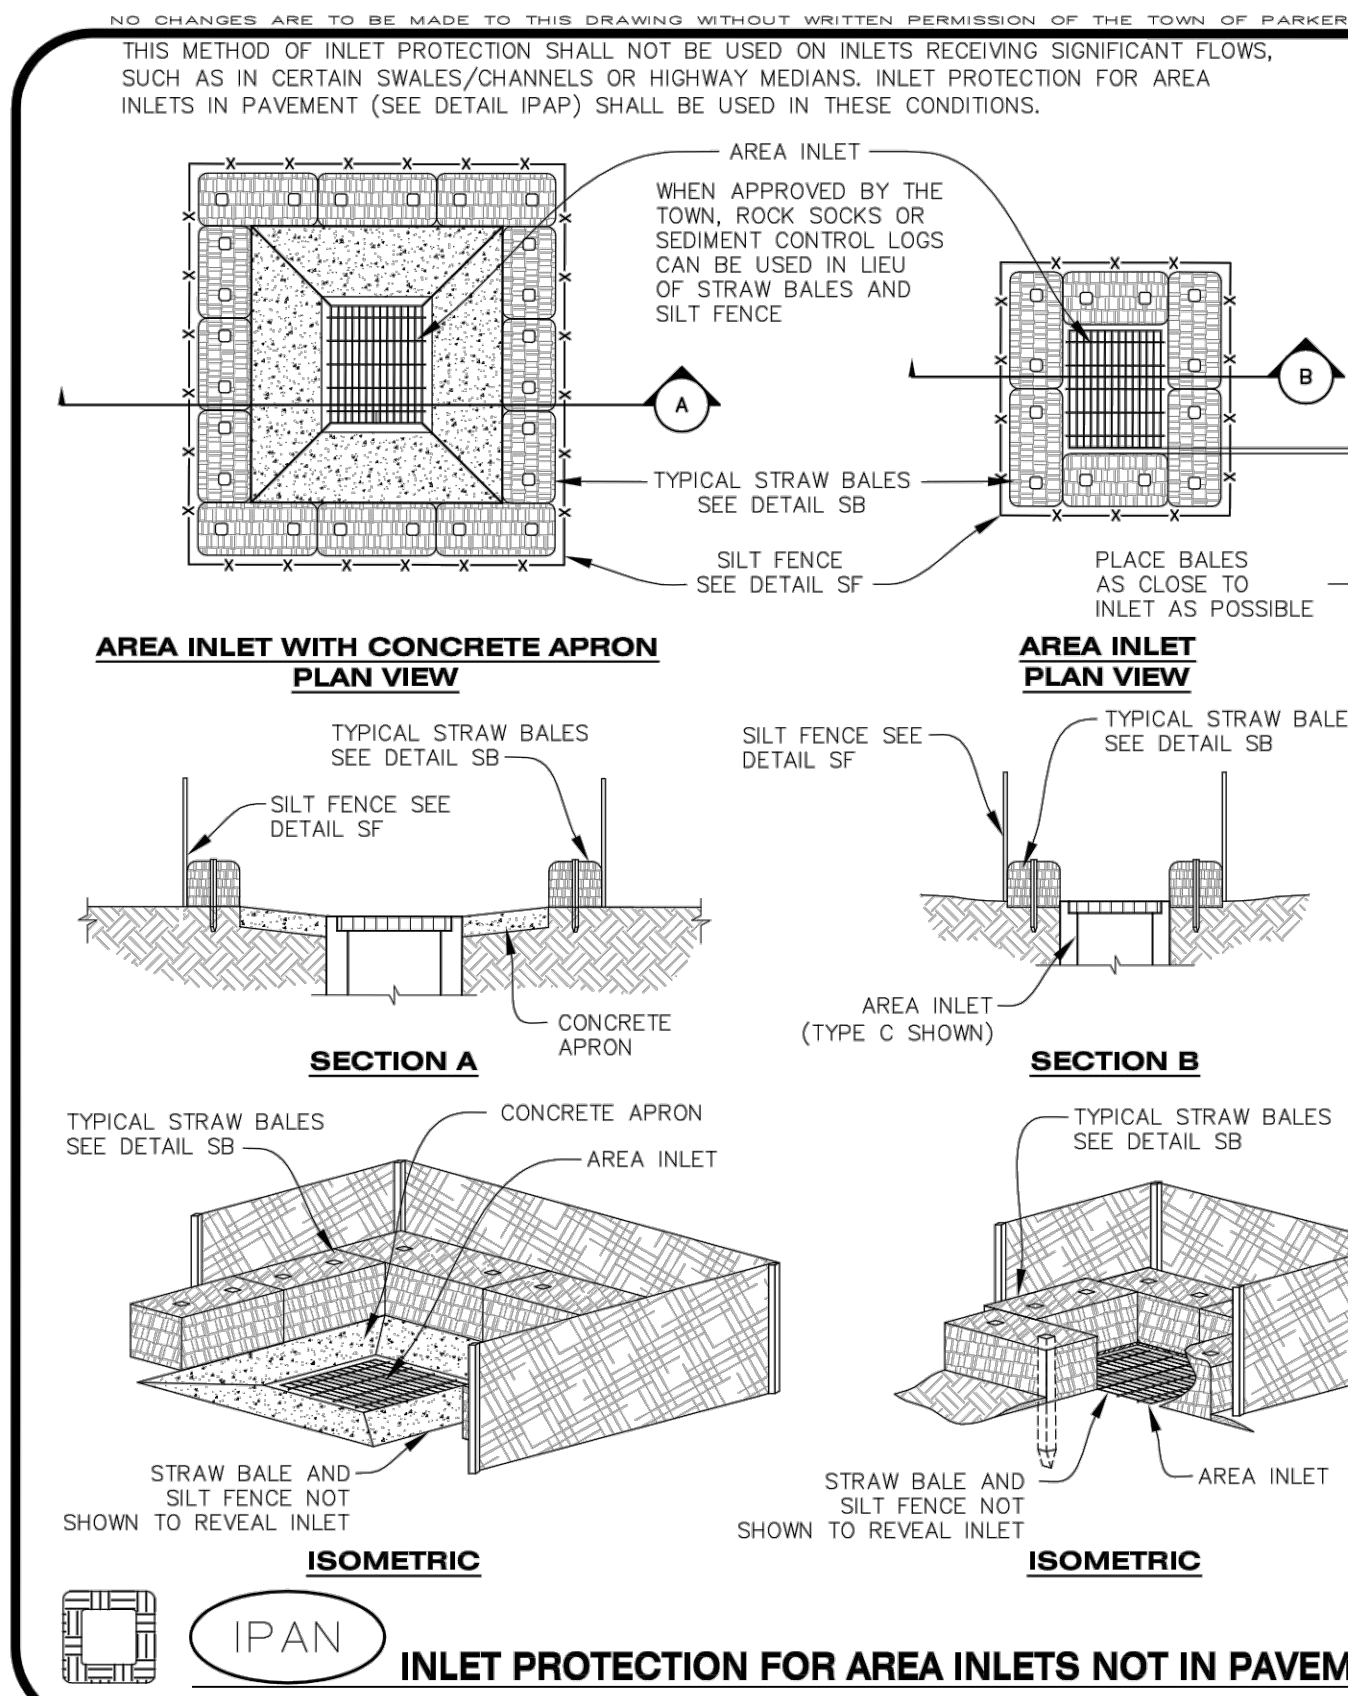 NO CHANGES ARE TO BE MADE TO THIS DRAWING WITHOUT WRITTEN PERMISSION OF THE TOWN OF PARKER
THIS METHOD OF INLET PROTECTION SHALL NOT BE USED ON INLETS RECEIVING SIGNIFICANT FLOWS,
SUCH AS IN CERTAIN SWALES/CHANNELS OR HIGHWAY MEDIANS. INLET PROTECTION FOR AREA
INLETS IN PAVEMENT (SEE DETAIL IPAP) SHALL BE USED IN THESE CONDITIONS.
AREA INLET
WHEN APPROVED BY THE
TOWN, ROCK SOCKS OR
SEDIMENT CONTROL LOGS
CAN BE USED IN LIEU
OF STRAW BALES AND
SILT FENCE
A
B
TYPICAL STRAW BALES
SEE DETAIL SB
SILT FENCE
SEE DETAIL SF
PLACE BALES
AS CLOSE TO
INLET AS POSSIBLE
AREA INLET WITH CONCRETE APRON
PLAN VIEW
AREA INLET
PLAN VIEW
TYPICAL STRAW BALES
SEE DETAIL SB
SILT FENCE SEE
DETAIL SF
CONCRETE
APRON
SECTION A
SILT FENCE SEE
DETAIL SF
TYPICAL STRAW BALE
SEE DETAIL SB
AREA INLET
(TYPE C SHOWN)
SECTION B
TYPICAL STRAW BALES
SEE DETAIL SB
CONCRETE APRON
AREA INLET
STRAW BALE AND
SILT FENCE NOT
SHOWN TO REVEAL INLET
ISOMETRIC
TYPICAL STRAW BALES
SEE DETAIL SB
STRAW BALE AND
SILT FENCE NOT
SHOWN TO REVEAL INLET
AREA INLET
ISOMETRIC
IPAN
INLET PROTECTION FOR AREA INLETS NOT IN PAVEM